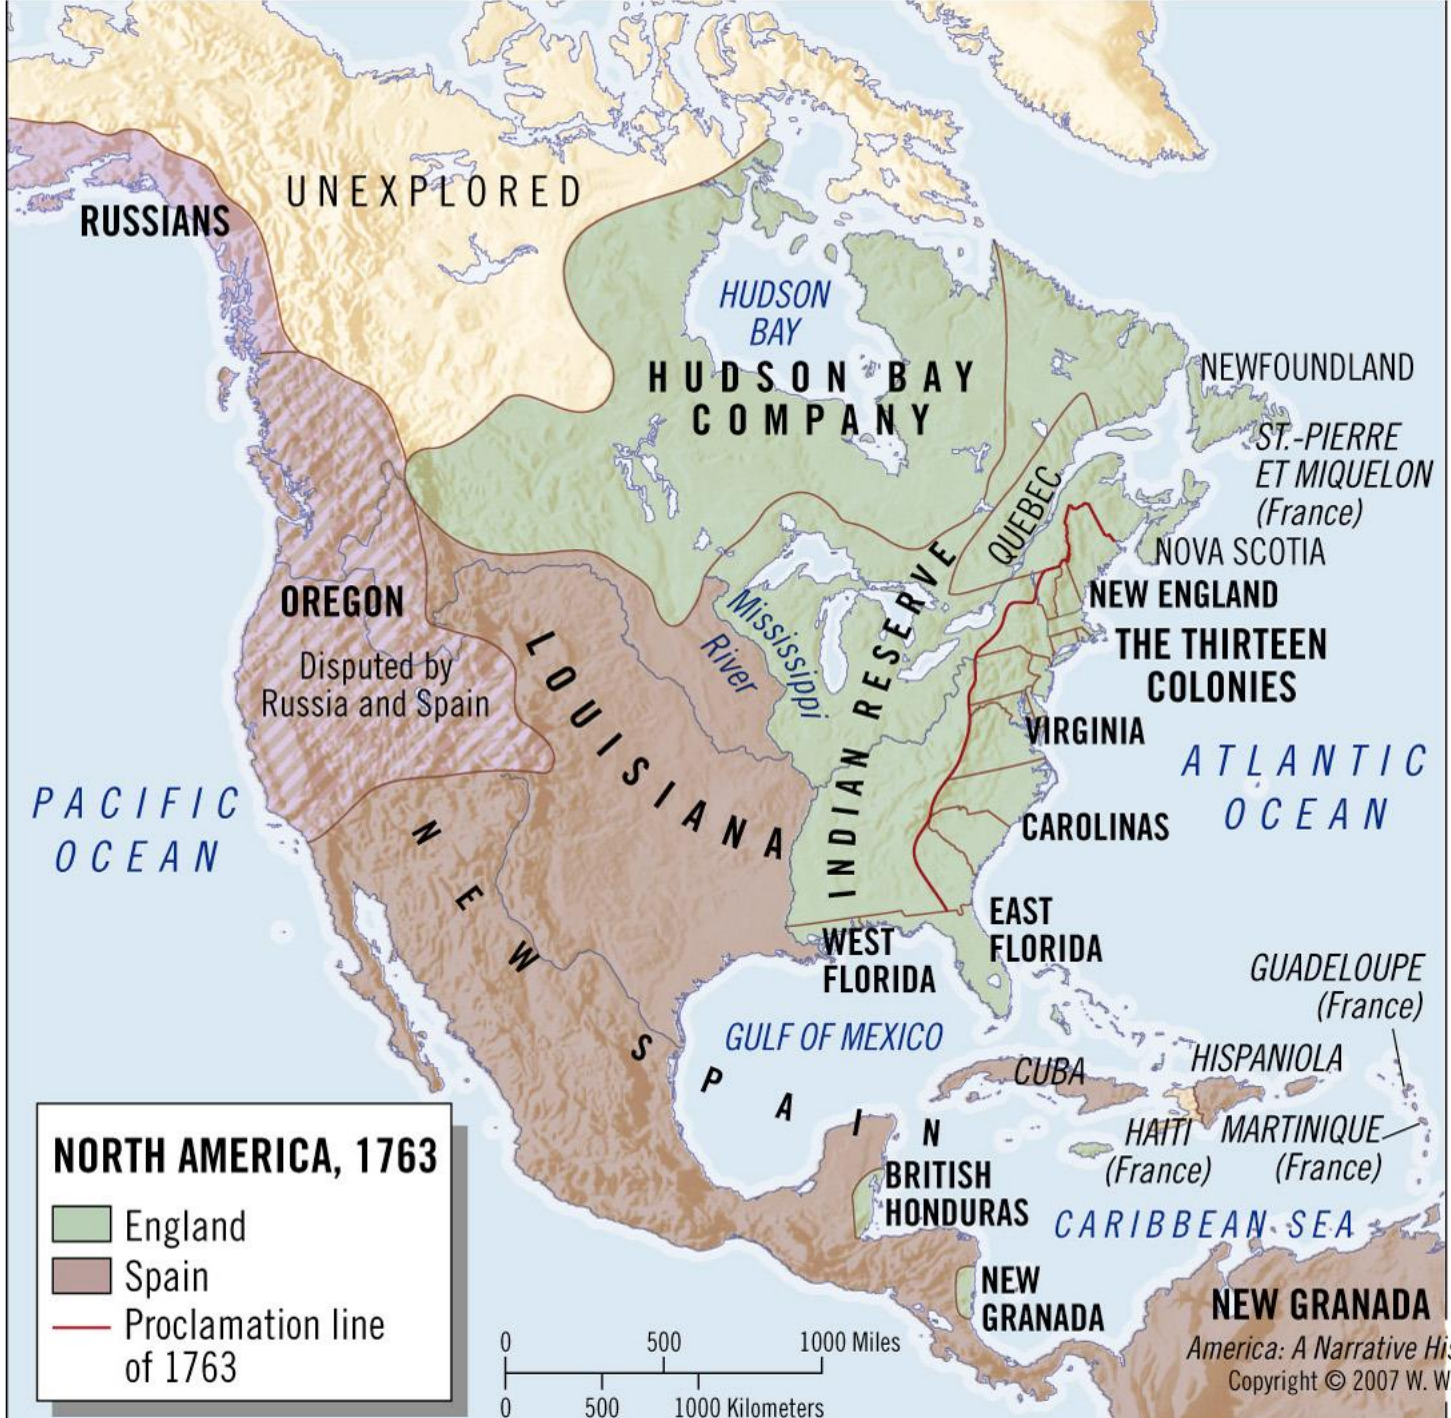 UNEXPLORED
RUSSIANS
HUDSON
BAY
HUDSON BAY
COMPANY
NEWFOUNDLAND
ST.-PIERRE
ET MIQUELON
(France)
QUEBEC
NOVA SCOTIA
NEW ENGLAND
THE THIRTEEN
COLONIES
OREGON
Disputed by
Russia and Spain
LOUISIANA
Mississippi
River
INDIAN RESERVE
VIRGINIA
ATLANTIC
OCEAN
PACIFIC
OCEAN
CAROLINAS
NEW SPAIN
EAST
FLORIDA
WEST
FLORIDA
GUADELOUPE
(France)
GULF OF MEXICO
CUBA
HISPANIOLA
HAITI
(France)
MARTINIQUE
(France)
BRITISH
HONDURAS
CARIBBEAN SEA
NEW
GRANADA
NEW GRANADA
NORTH AMERICA, 1763
England
Spain
Proclamation line
of 1763
0 500 1000 Miles
0 500 1000 Kilometers
America: A Narrative His
Copyright © 2007 W. W